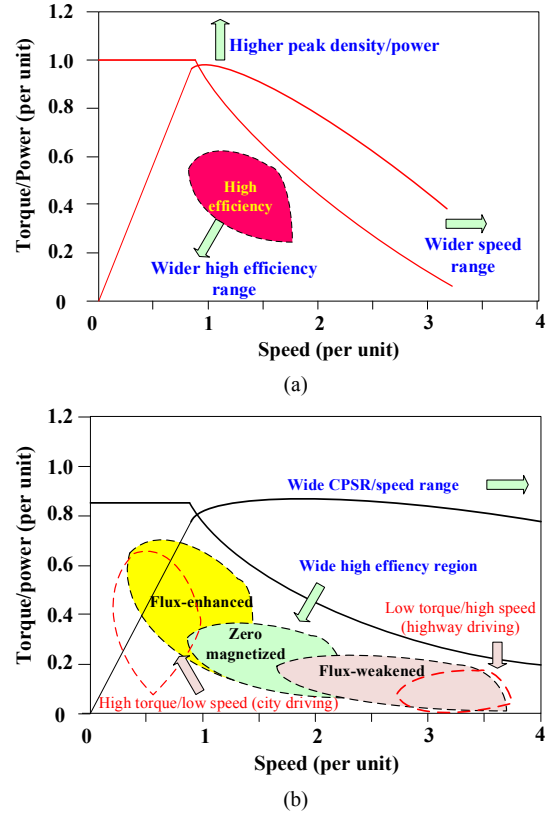 1.2
Higher peak density/power
1.0
0.8
0.6
High
efficiency
0.4
Wider high efficiency
range
Wider speed
range
0.2
0
0
1
2
3
4
Torque/Power (per unit)
Speed (per unit)
(a)
1.2
1.0
Wide CPSR/speed range
0.8
0.6
Wide high effiency region
Flux-enhanced
Low torque/high speed
(highway driving)
0.4
Zero
magnetized
0.2
Flux-weakened
High torque/low speed (city driving)
0
0
1
2
3
4
Torque/power (per unit)
Speed (per unit)
(b)